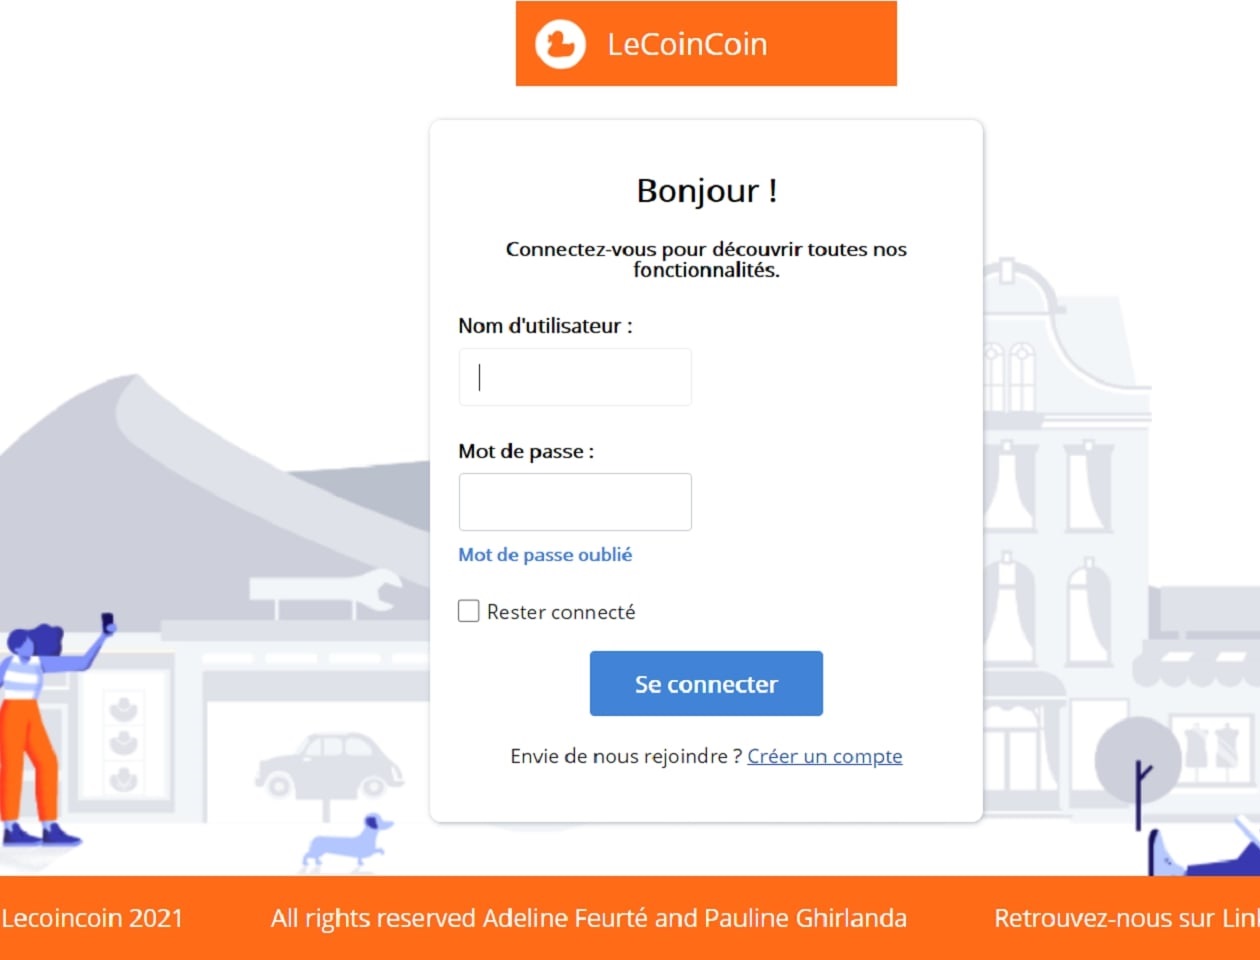 LeCoinCoin
Bonjour !
Connectez-vous pour découvrir toutes nos
fonctionnalités.
Nom d'utilisateur :
Mot de passe :
Mot de passe oublié
Rester connecté
Se connecter
Envie de nous rejoindre ? Créer un compte
Lecoincoin 2021
All rights reserved Adeline Feurté and Pauline Ghirlanda
Retrouvez-nous sur